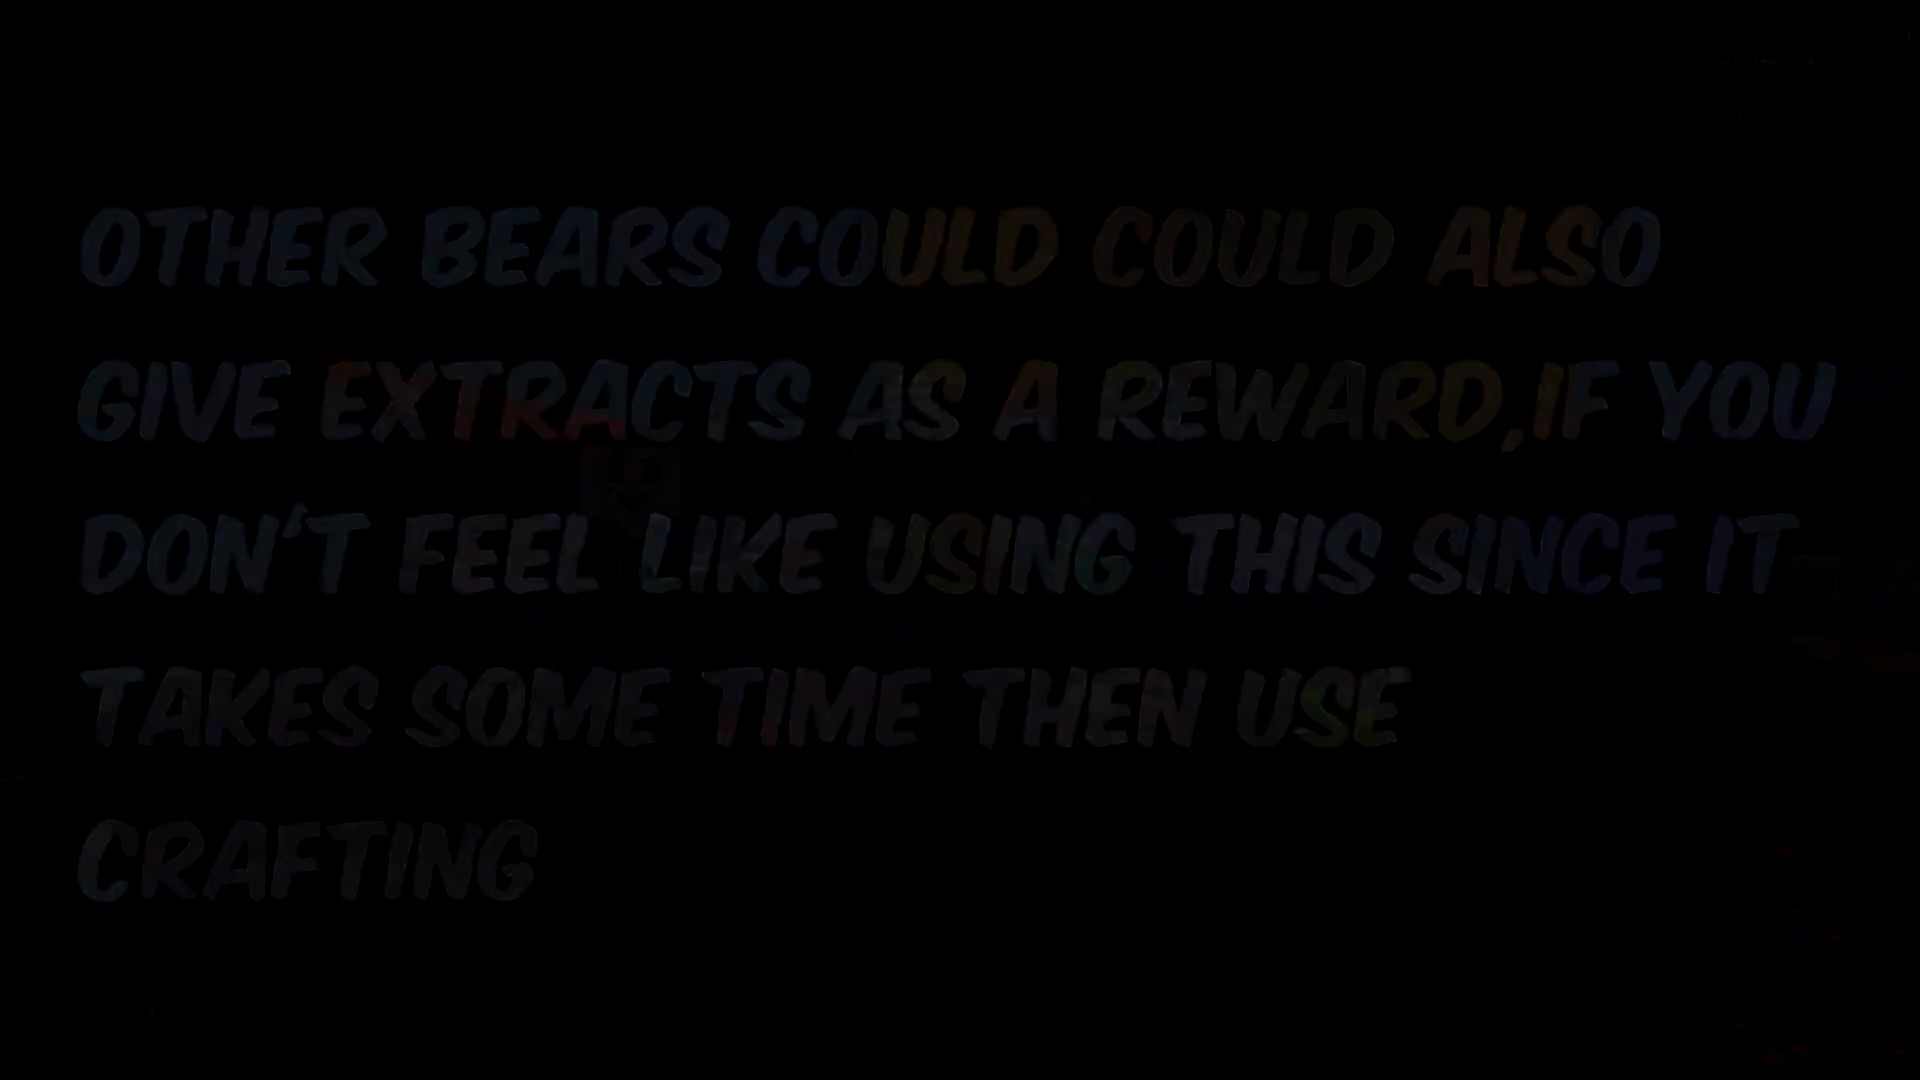 OTHER BEARS COULD COULD ALSO
GIVE EXTRACTS AS A REWARD,IF YOU
DON'T FEEL LIKE USING THIS SINCE IT
TAKES SOME TIME THEN USE
CRAFTING